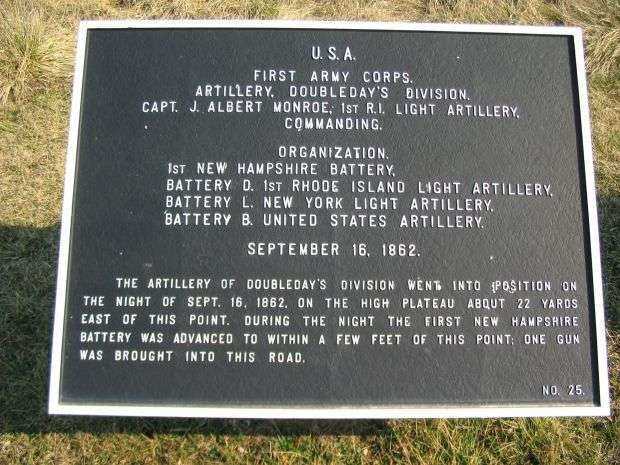 U.S.A.
FIRST ARMY CORPS.
ARTILLERY, DOUBLEDAY'S DIVISION.
CAPT. J. ALBERT MONROE, 1ST R.I. LIGHT ARTILLERY,
COMMANDING.
ORGANIZATION.
1ST NEW HAMPSHIRE BATTERY,
BATTERY D. 1ST RHODE ISLAND LIGHT ARTILLERY,
BATTERY L. NEW YORK LIGHT ARTILLERY,
BATTERY B. UNITED STATES ARTILLERY.
SEPTEMBER 16, 1862.
THE ARTILLERY OF DOUBLEDAY'S DIVISION WENT INTO POSITION ON
THE NIGHT OF SEPT. 16, 1862, ON THE HIGH PLATEAU ABOUT 22 YARDS
EAST OF THIS POINT. DURING THE NIGHT THE FIRST NEW HAMPSHIRE
BATTERY WAS ADVANCED TO WITHIN A FEW FEET OF THIS POINT; ONE GUN
WAS BROUGHT INTO THIS ROAD.
NO. 25.